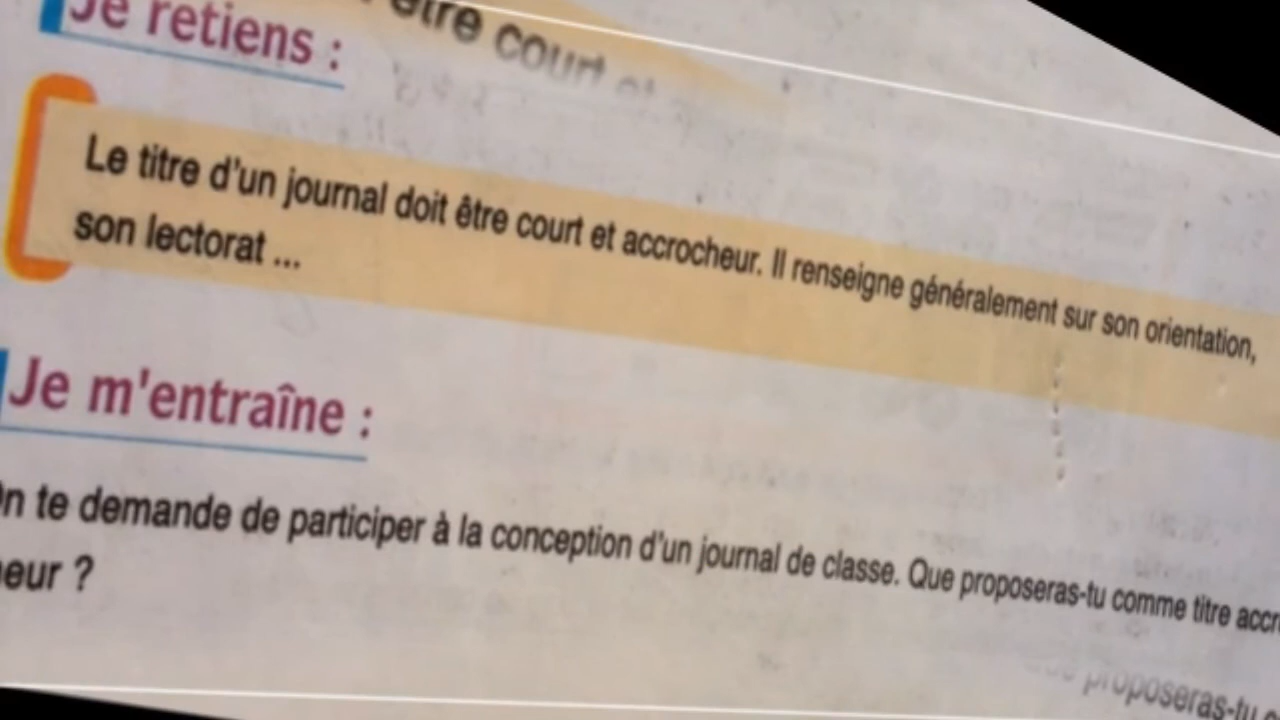 être court et
Je retiens :
Le titre d'un journal doit être court et accrocheur. Il renseigne généralement sur son orientation,
son lectorat ...
Je m'entraîne :
On te demande de participer à la conception d'un journal de classe. Que proposeras-tu comme titre accr
eur ?
proposeras-tu